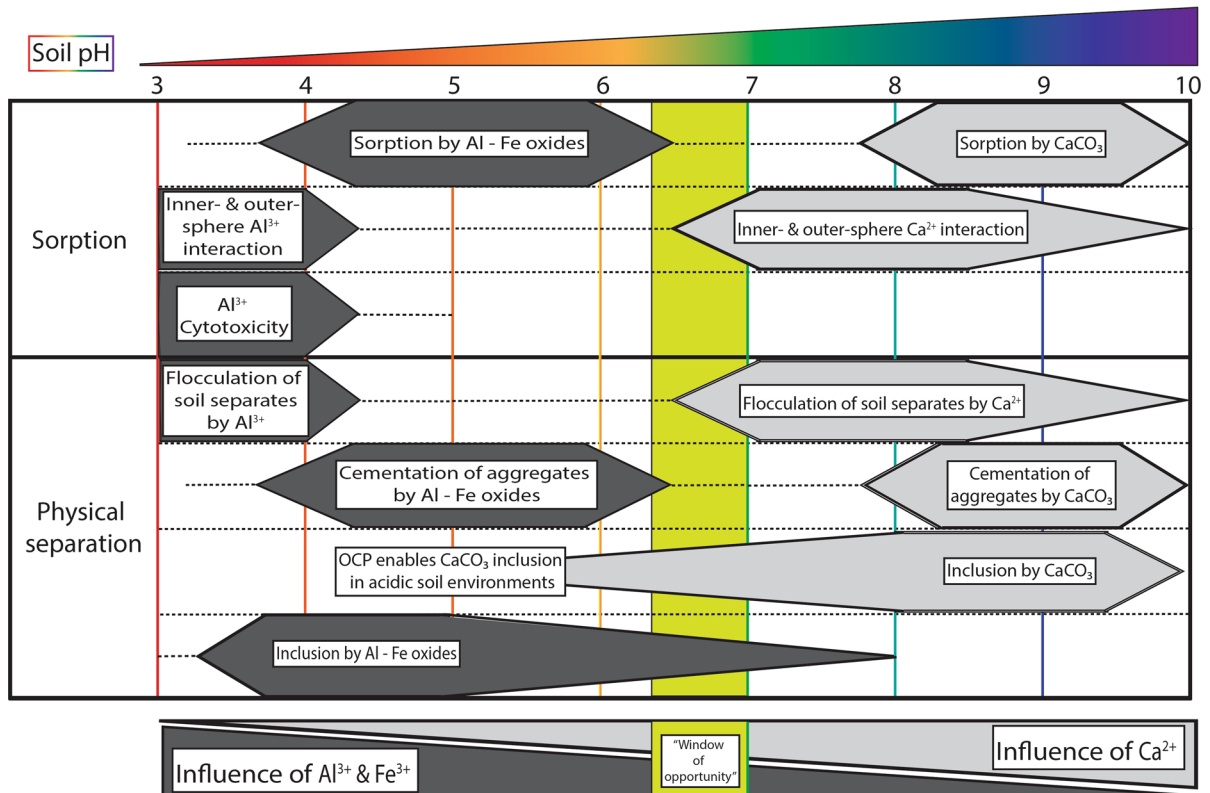 Soil pH
3 4 5 6 7 8 9 10
Sorption
Sorption by Al - Fe oxides
Sorption by CaCO₃
Inner- & outer-
sphere Al³⁺
interaction
Inner- & outer-sphere Ca²⁺ interaction
Al³⁺
Cytotoxicity
Physical
separation
Flocculation of
soil separates
by Al³⁺
Flocculation of soil separates by Ca²⁺
Cementation of aggregates
by Al - Fe oxides
Cementation of
aggregates by CaCO₃
OCP enables CaCO₃ inclusion
in acidic soil environments
Inclusion by CaCO₃
Inclusion by Al - Fe oxides
Influence of Al³⁺ & Fe³⁺
"Window
of
opportunity"
Influence of Ca²⁺